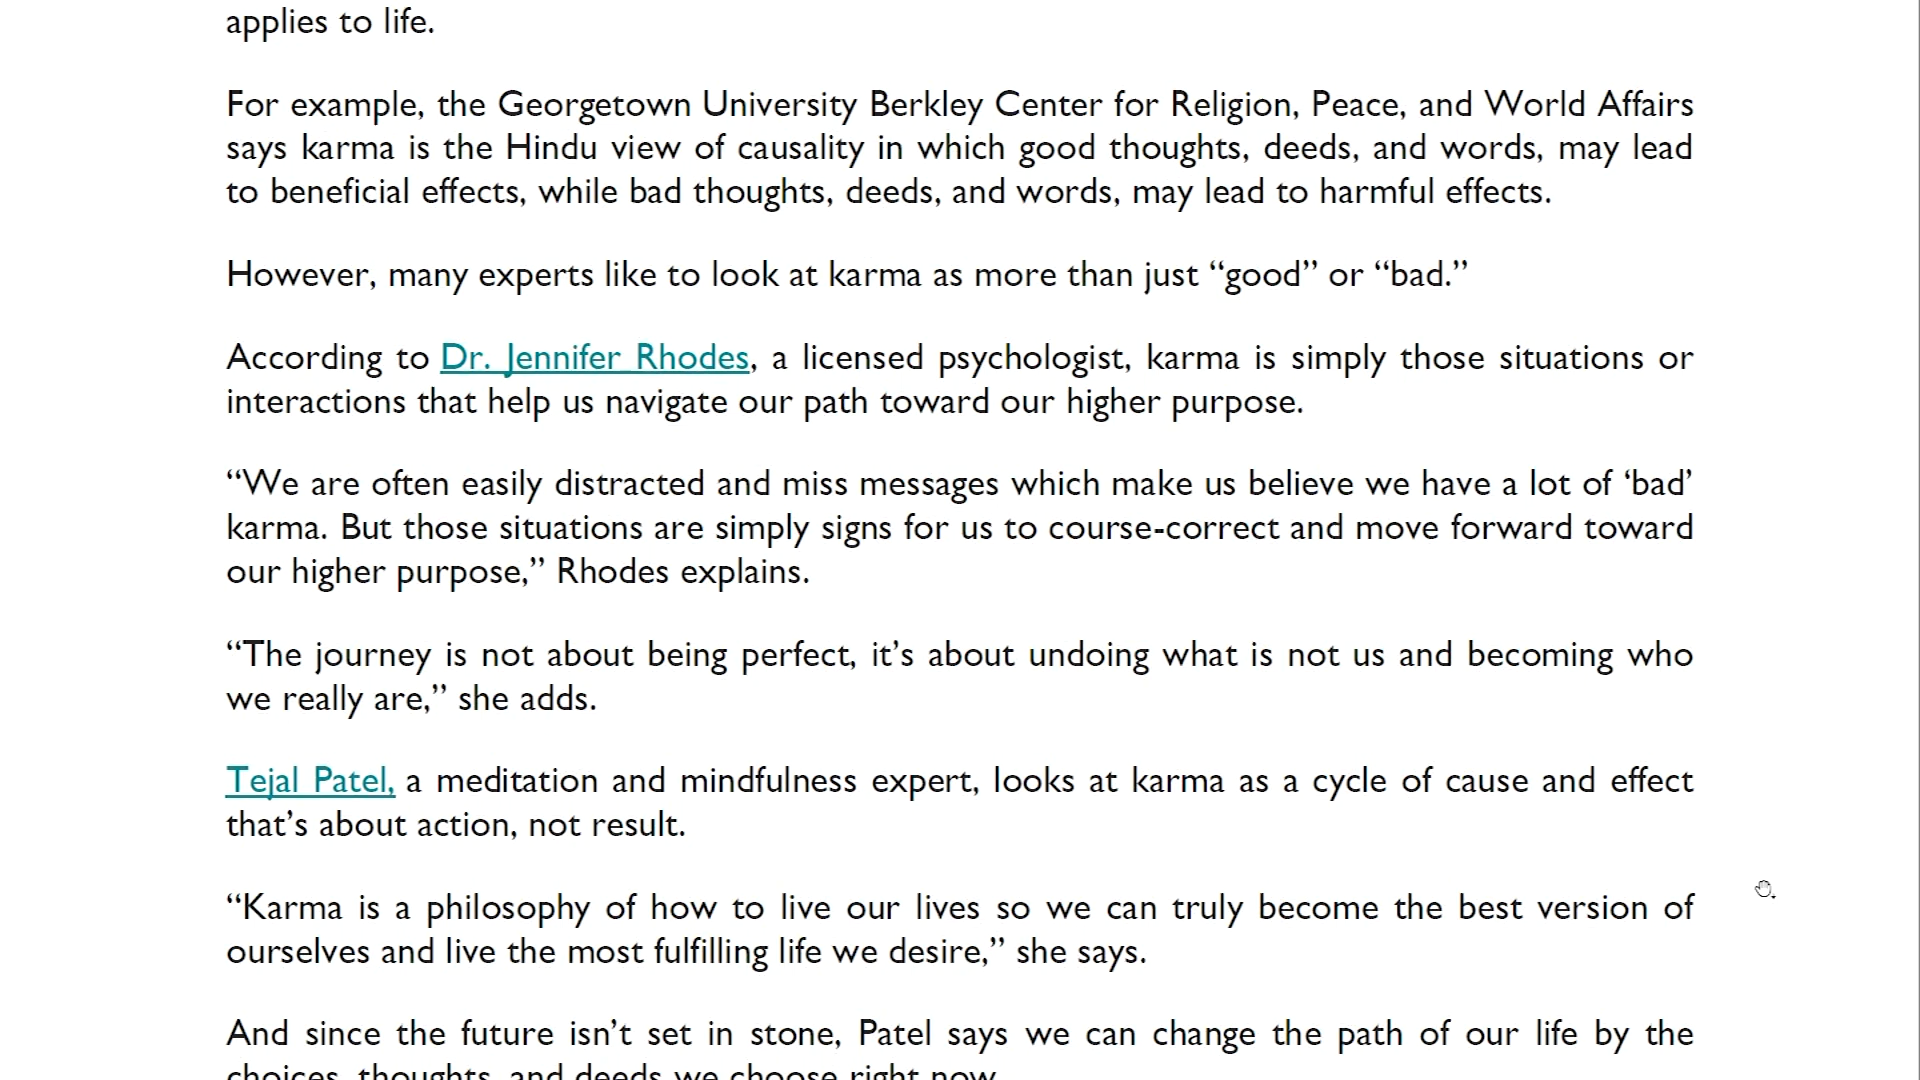 applies to life.
For example, the Georgetown University Berkley Center for Religion, Peace, and World Affairs
says karma is the Hindu view of causality in which good thoughts, deeds, and words, may lead
to beneficial effects, while bad thoughts, deeds, and words, may lead to harmful effects.
However, many experts like to look at karma as more than just “good” or “bad.”
According to Dr. Jennifer Rhodes, a licensed psychologist, karma is simply those situations or
interactions that help us navigate our path toward our higher purpose.
“We are often easily distracted and miss messages which make us believe we have a lot of ‘bad’
karma. But those situations are simply signs for us to course-correct and move forward toward
our higher purpose,” Rhodes explains.
“The journey is not about being perfect, it’s about undoing what is not us and becoming who
we really are,” she adds.
Tejal Patel, a meditation and mindfulness expert, looks at karma as a cycle of cause and effect
that’s about action, not result.
“Karma is a philosophy of how to live our lives so we can truly become the best version of
ourselves and live the most fulfilling life we desire,” she says.
And since the future isn’t set in stone, Patel says we can change the path of our life by the
choices, thoughts, and deeds we choose right now.